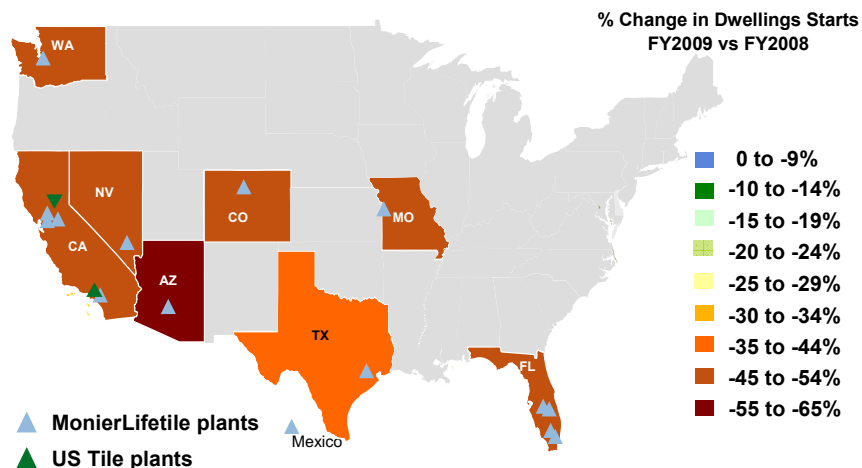 % Change in Dwellings Starts
FY2009 vs FY2008
WA
NV
CO
MO
CA
AZ
TX
FL
0 to -9%
-10 to -14%
-15 to -19%
-20 to -24%
-25 to -29%
-30 to -34%
-35 to -44%
-45 to -54%
-55 to -65%
MonierLifetile plants
Mexico
US Tile plants